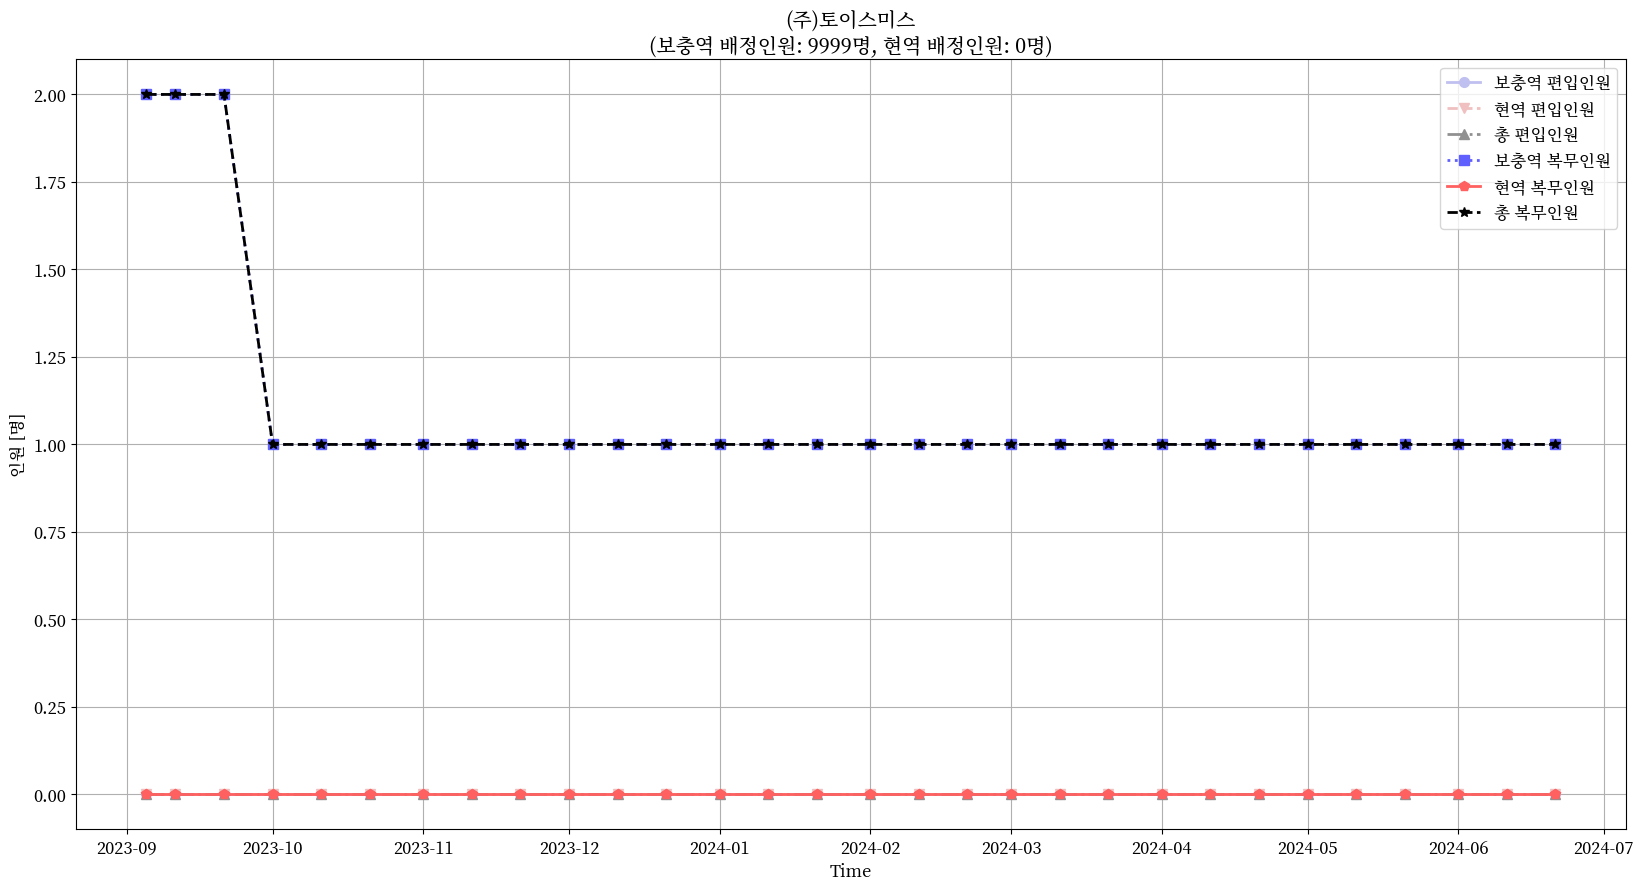 (주)토이스미스
(보충역 배정인원: 9999명, 현역 배정인원: 0명)
보충역 편입인원
현역 편입인원
총 편입인원
보충역 복무인원
현역 복무인원
총 복무인원
인원 [명]
2.00
1.75
1.50
1.25
1.00
0.75
0.50
0.25
0.00
2023-09 2023-10 2023-11 2023-12 2024-01 2024-02 2024-03 2024-04 2024-05 2024-06 2024-07
Time